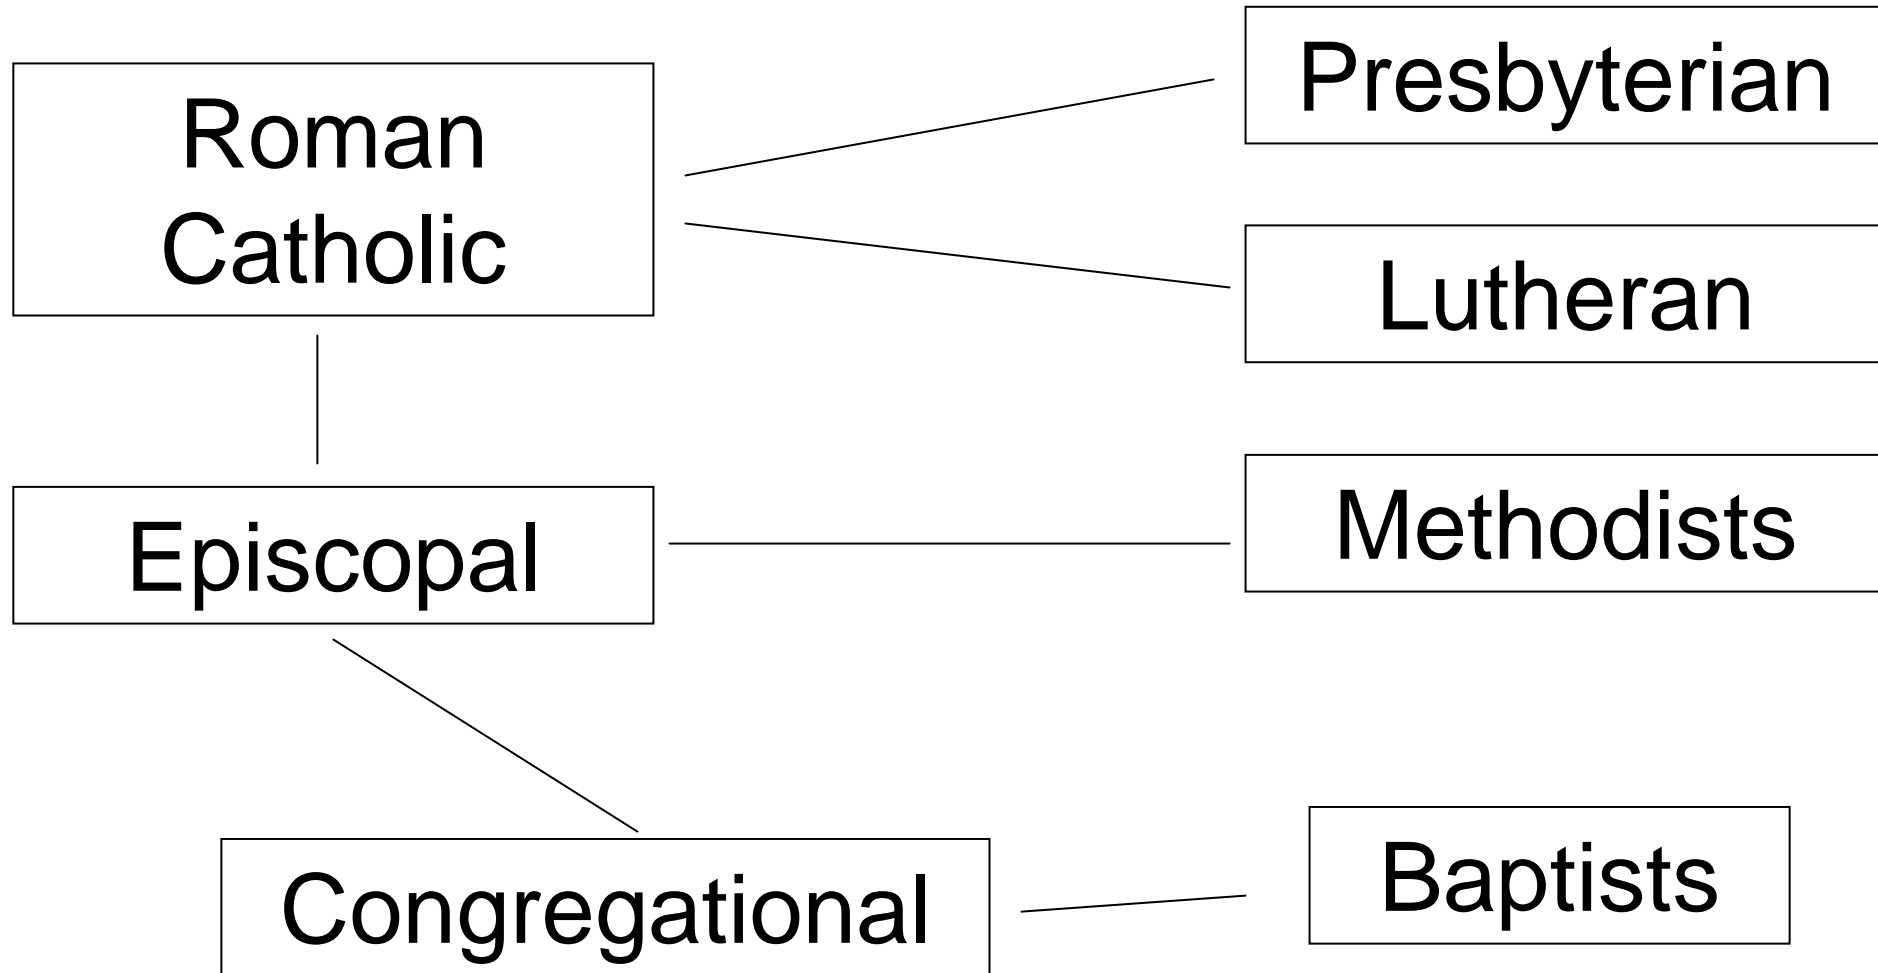 Roman
Catholic
Presbyterian
Lutheran
Episcopal
Methodists
Congregational
Baptists